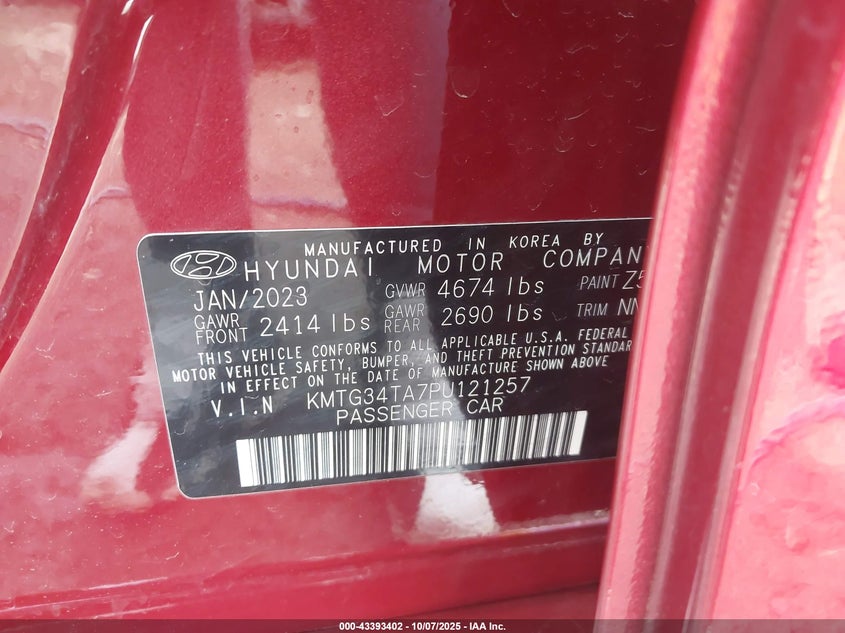 MANUFACTURED IN KOREA BY
HYUNDAI MOTOR COMPANY
JAN/2023 GVWR 4674 lbs PAINT Z5
GAWR FRONT 2414 lbs GAWR REAR 2690 lbs TRIM NN
THIS VEHICLE CONFORMS TO ALL APPLICABLE U.S.A. FEDERAL
MOTOR VEHICLE SAFETY, BUMPER, AND THEFT PREVENTION STANDAR
IN EFFECT ON THE DATE OF MANUFACTURE SHOWN ABOVE
V.I.N KMTG34TA7PU121257
PASSENGER CAR
000-43393402 - 10/07/2025 - IAA Inc.